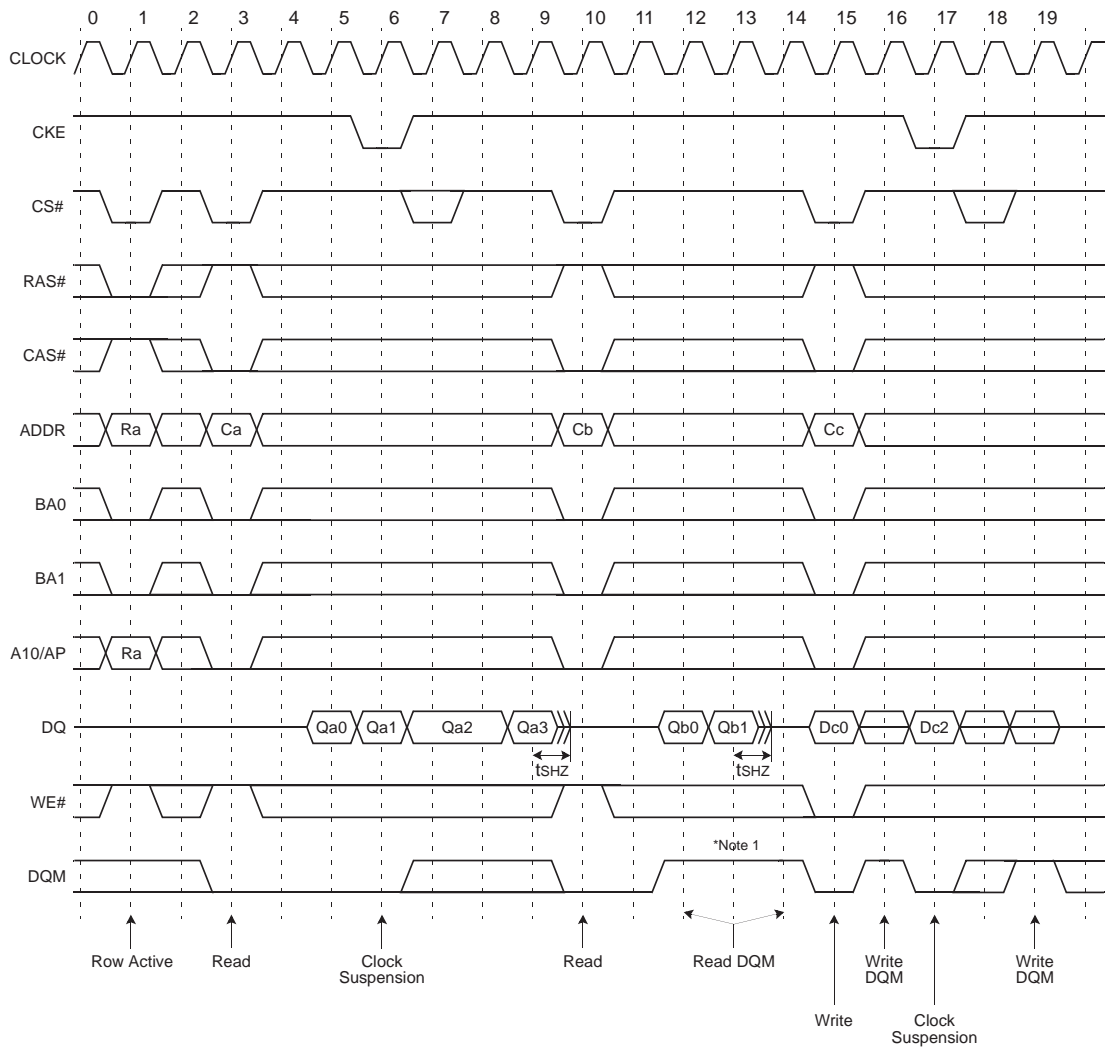 0 1 2 3 4 5 6 7 8 9 10 11 12 13 14 15 16 17 18 19
CLOCK
CKE
CS#
RAS#
CAS#
ADDR Ra Ca Cb Cc
BA0
BA1
A10/AP Ra
DQ Qa0 Qa1 Qa2 Qa3 Qb0 Qb1 Dc0 Dc2
tSHZ tSHZ
WE#
*Note 1
DQM
Row Active Read Clock Read Read DQM Write Write
Suspension DQM DQM
Write Clock
Suspension